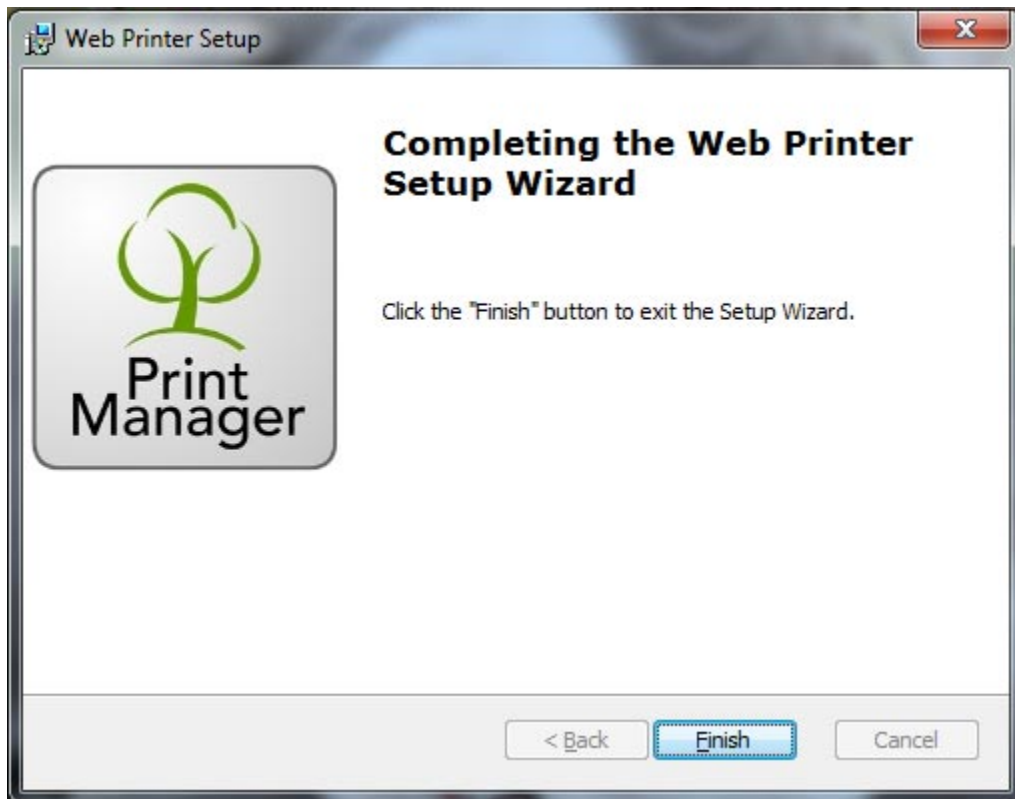 Web Printer Setup
Completing the Web Printer
Setup Wizard
Print
Manager
Click the "Finish" button to exit the Setup Wizard.
< Back
Finish
Cancel